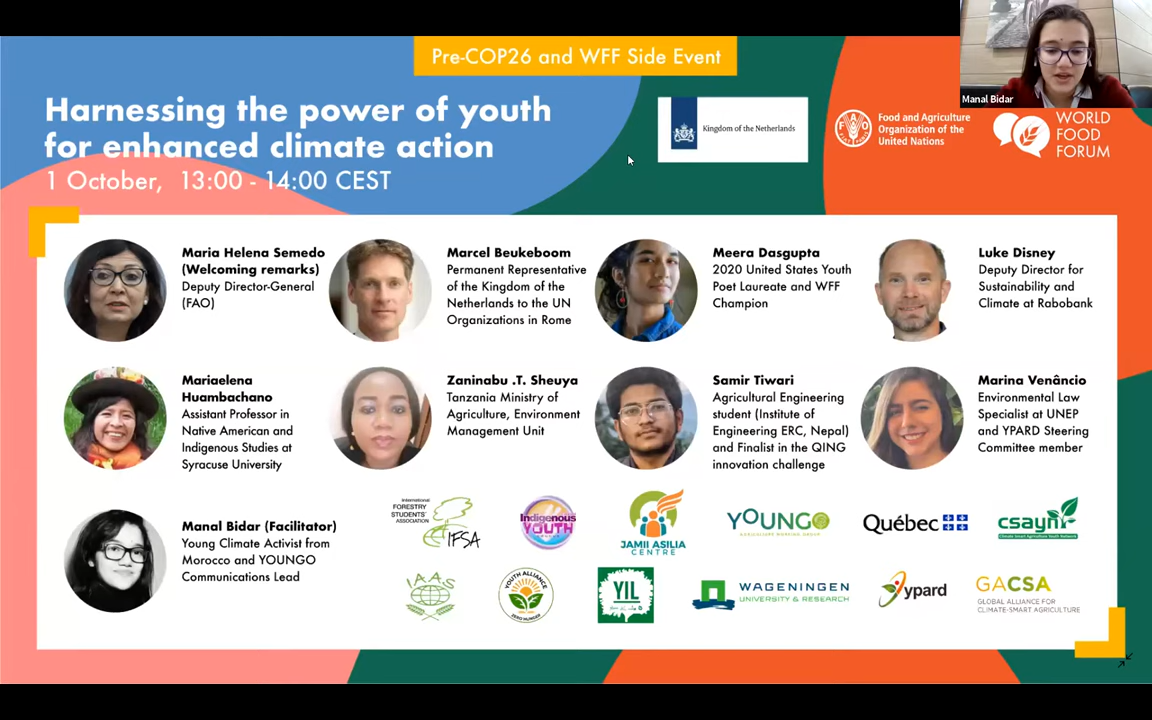 Pre-COP26 and WFF Side Event
Manal Bidar
Harnessing the power of youth
for enhanced climate action
1 October, 13:00 - 14:00 CEST
Kingdom of the Netherlands
FAO
Food and Agriculture
Organization of the
United Nations
WORLD
FOOD
FORUM
Maria Helena Semedo
(Welcoming remarks)
Deputy Director-General
(FAO)
Marcel Beukeboom
Permanent Representative
of the Kingdom of the
Netherlands to the UN
Organizations in Rome
Meera Dasgupta
2020 United States Youth
Poet Laureate and WFF
Champion
Luke Disney
Deputy Director for
Sustainability and
Climate at Rabobank
Mariaelena
Huambachano
Assistant Professor in
Native American and
Indigenous Studies at
Syracuse University
Zaninabu .T. Sheuya
Tanzania Ministry of
Agriculture, Environment
Management Unit
Samir Tiwari
Agricultural Engineering
student (Institute of
Engineering ERC, Nepal)
and Finalist in the QING
innovation challenge
Marina Venâncio
Environmental Law
Specialist at UNEP
and YPARD Steering
Committee member
Manal Bidar (Facilitator)
Young Climate Activist from
Morocco and YOUNGO
Communications Lead
International
FORESTRY
STUDENTS'
ASSOCIATION
IFSA
Indigenous
YOUTH
JAMII ASILIA
CENTRE
YOUNGO
AGRICULTURE WORKING GROUP
Québec
csayn
Climate Smart Agriculture Youth Network
IAAS
YOUTH ALLIANCE
ZERO HUNGER
YIL
WAGENINGEN
UNIVERSITY & RESEARCH
ypard
GACSA
GLOBAL ALLIANCE FOR
CLIMATE-SMART AGRICULTURE